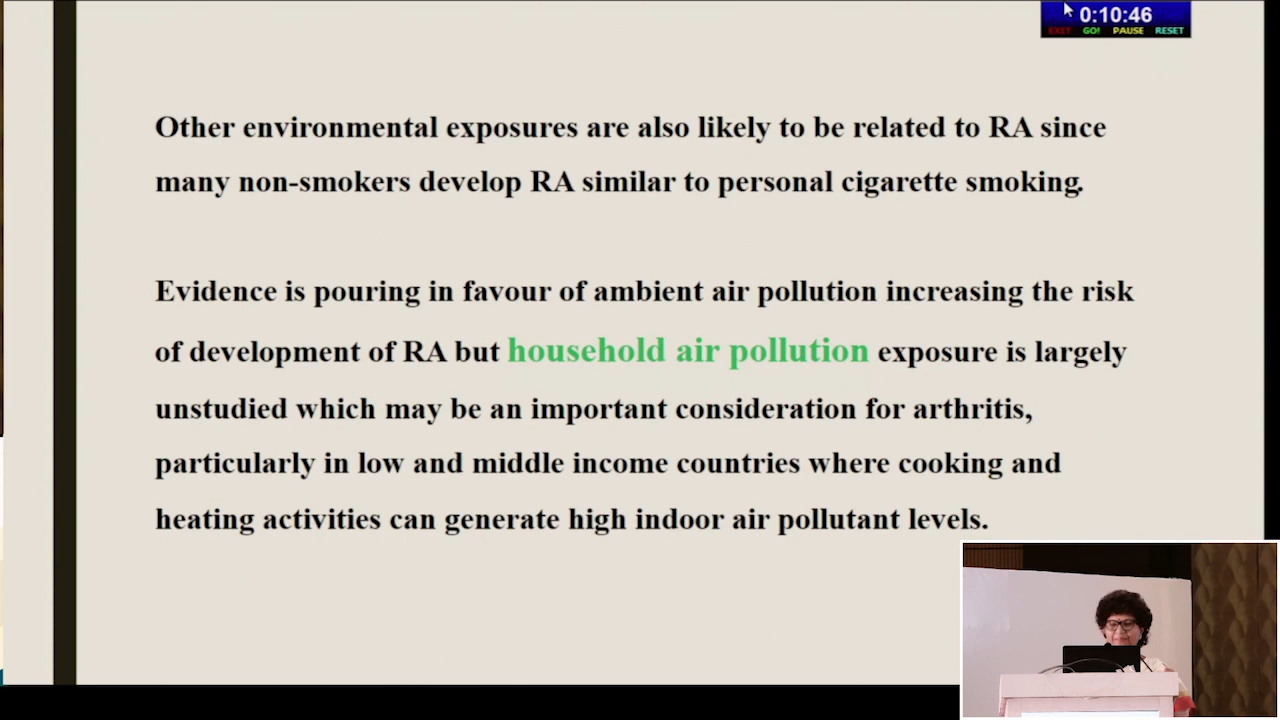 0:10:46
EXIT GO! PAUSE RESET
Other environmental exposures are also likely to be related to RA since
many non-smokers develop RA similar to personal cigarette smoking.
Evidence is pouring in favour of ambient air pollution increasing the risk
of development of RA but household air pollution exposure is largely
unstudied which may be an important consideration for arthritis,
particularly in low and middle income countries where cooking and
heating activities can generate high indoor air pollutant levels.